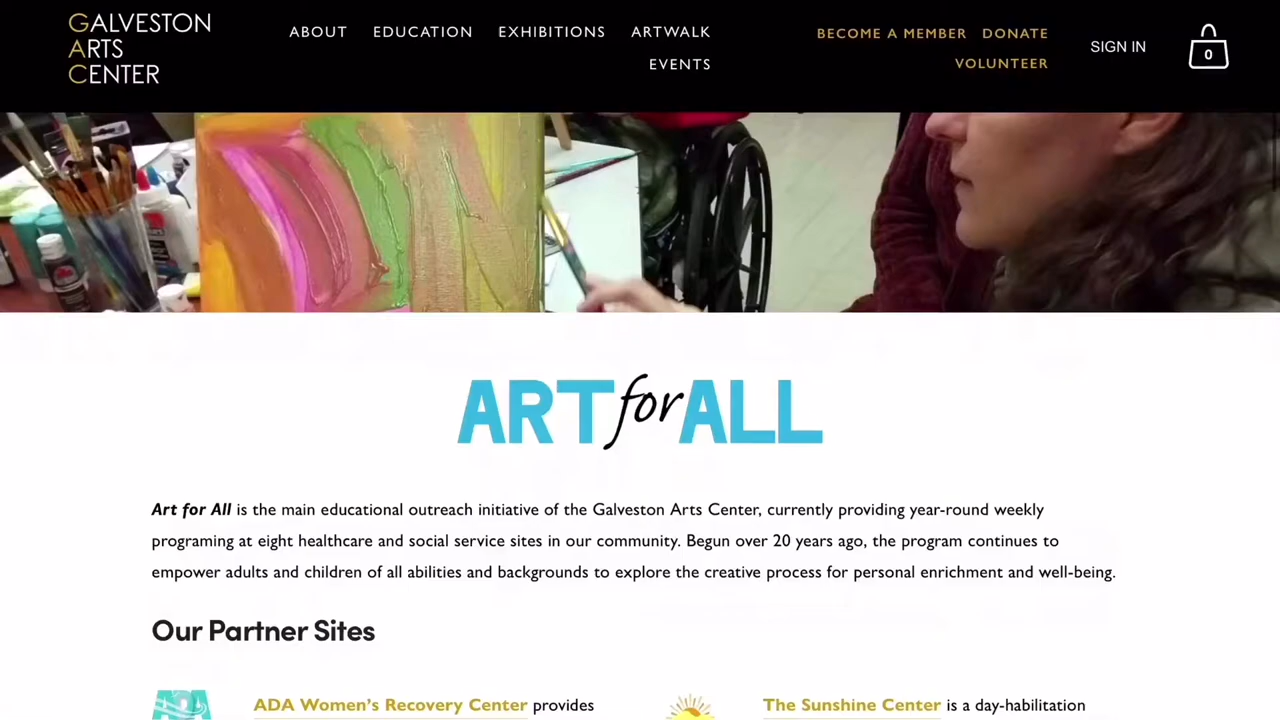 GALVESTON
ARTS
CENTER
ABOUT EDUCATION EXHIBITIONS ARTWALK
EVENTS
BECOME A MEMBER DONATE
VOLUNTEER
SIGN IN
0
ART for ALL
Art for All is the main educational outreach initiative of the Galveston Arts Center, currently providing year-round weekly
programing at eight healthcare and social service sites in our community. Begun over 20 years ago, the program continues to
empower adults and children of all abilities and backgrounds to explore the creative process for personal enrichment and well-being.
Our Partner Sites
ADA
ADA Women's Recovery Center provides
The Sunshine Center is a day-habilitation